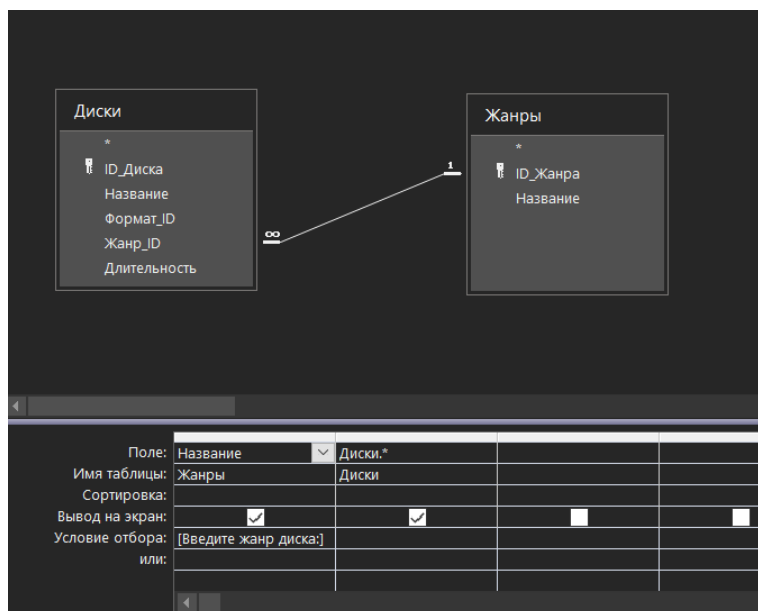 Диски
*
ID_Диска
Название
Формат_ID
Жанр_ID
Длительность
∞
1
Жанры
*
ID_Жанра
Название
Поле: Название Диски.*
Имя таблицы: Жанры Диски
Сортировка:
Вывод на экран:
Условие отбора: [Введите жанр диска:]
или: